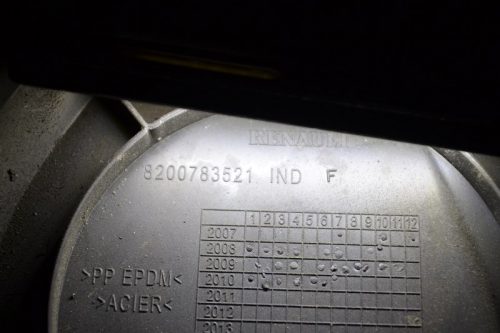 RENAULT
8200783521 IND F
1 2 3 4 5 6 7 8 9 10 11 12
2007
2008
2009
>PP EPDM< 2010
>ACIER< 2011
2012
2013